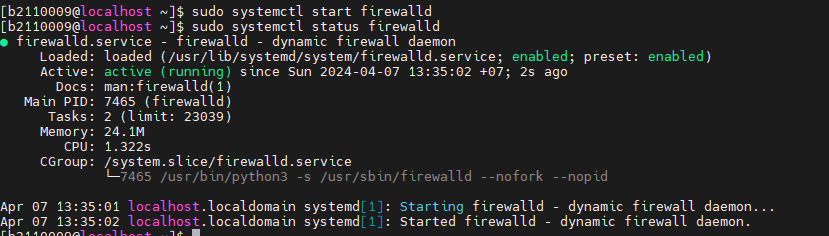 [b2110009@localhost ~]$ sudo systemctl start firewalld
[b2110009@localhost ~]$ sudo systemctl status firewalld
● firewalld.service - firewalld - dynamic firewall daemon
     Loaded: loaded (/usr/lib/systemd/system/firewalld.service; enabled; preset: enabled)
     Active: active (running) since Sun 2024-04-07 13:35:02 +07; 2s ago
       Docs: man:firewalld(1)
   Main PID: 7465 (firewalld)
      Tasks: 2 (limit: 23039)
     Memory: 24.1M
        CPU: 1.322s
     CGroup: /system.slice/firewalld.service
             └─7465 /usr/bin/python3 -s /usr/sbin/firewalld --nofork --nopid

Apr 07 13:35:01 localhost.localdomain systemd[1]: Starting firewalld - dynamic firewall daemon...
Apr 07 13:35:02 localhost.localdomain systemd[1]: Started firewalld - dynamic firewall daemon.
[b2110009@localhost ~]$